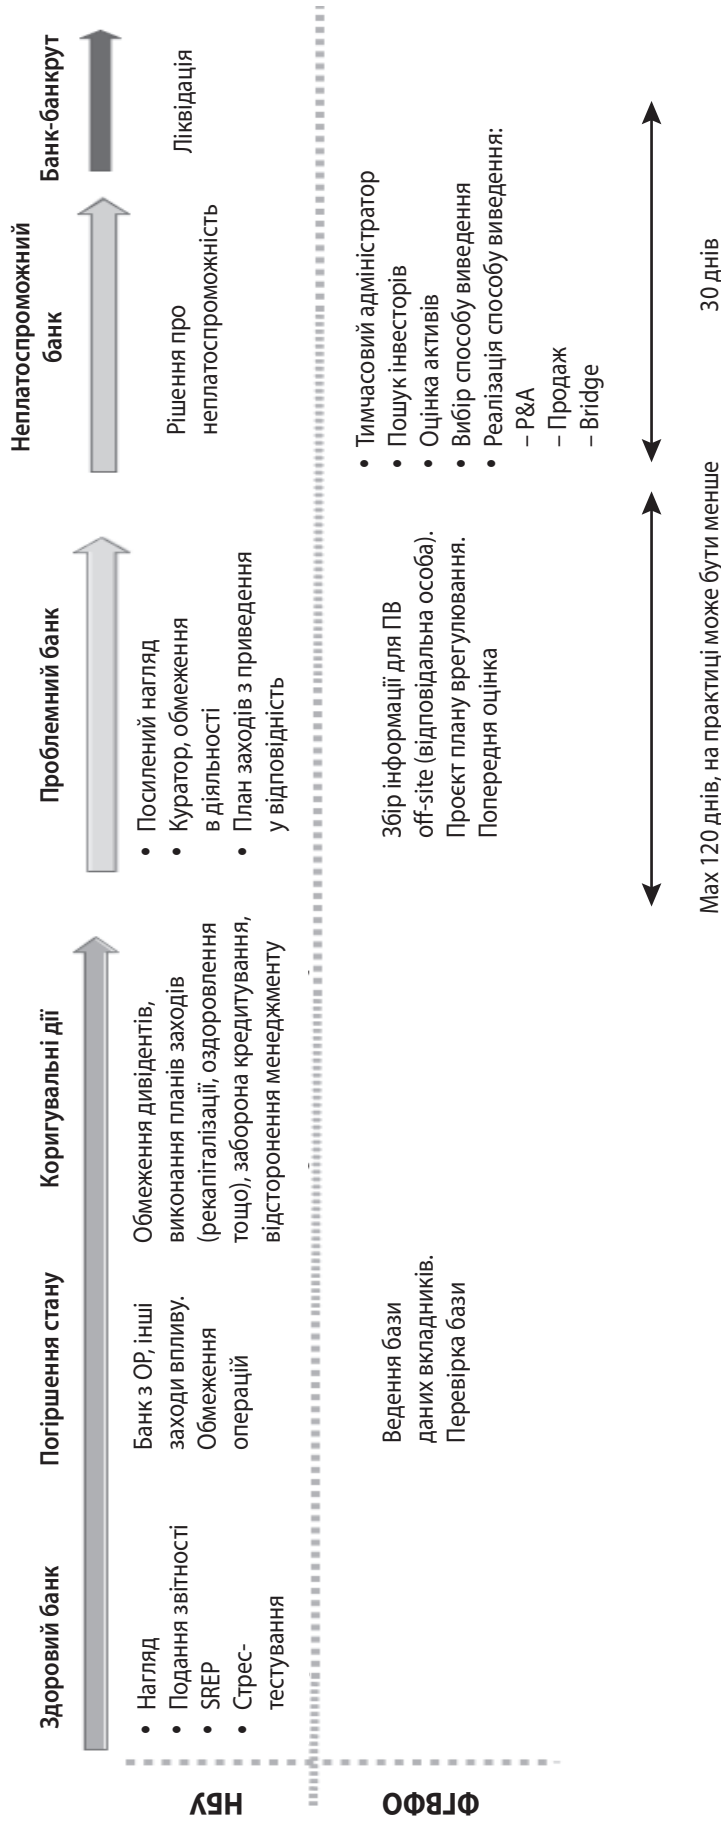 Здоровий банк
Погіршення стану
Коригувальні дії
Проблемний банк
Неплатоспроможний
банк
Банк-банкрут
НБУ
• Нагляд
• Подання звітності
• SREP
• Стрес-
тестування
Банк з ОР, інші
заходи впливу.
Обмеження
операцій
Обмеження дивідентів,
виконання планів заходів
(рекапіталізації, оздоровлення
тощо), заборона кредитування,
відсторонення менеджменту
• Посилений нагляд
• Куратор, обмеження
в діяльності
• План заходів з приведення
у відповідність
Рішення про
неплатоспроможність
Ліквідація
ФГВФО
Ведення бази
даних вкладників.
Перевірка бази
Збір інформації для ПВ
off-site (відповідальна особа).
Проєкт плану врегулювання.
Попередня оцінка
• Тимчасовий адміністратор
• Пошук інвесторів
• Оцінка активів
• Вибір способу виведення
• Реалізація способу виведення:
– P&A
– Продаж
– Bridge
Max 120 днів, на практиці може бути менше
30 днів